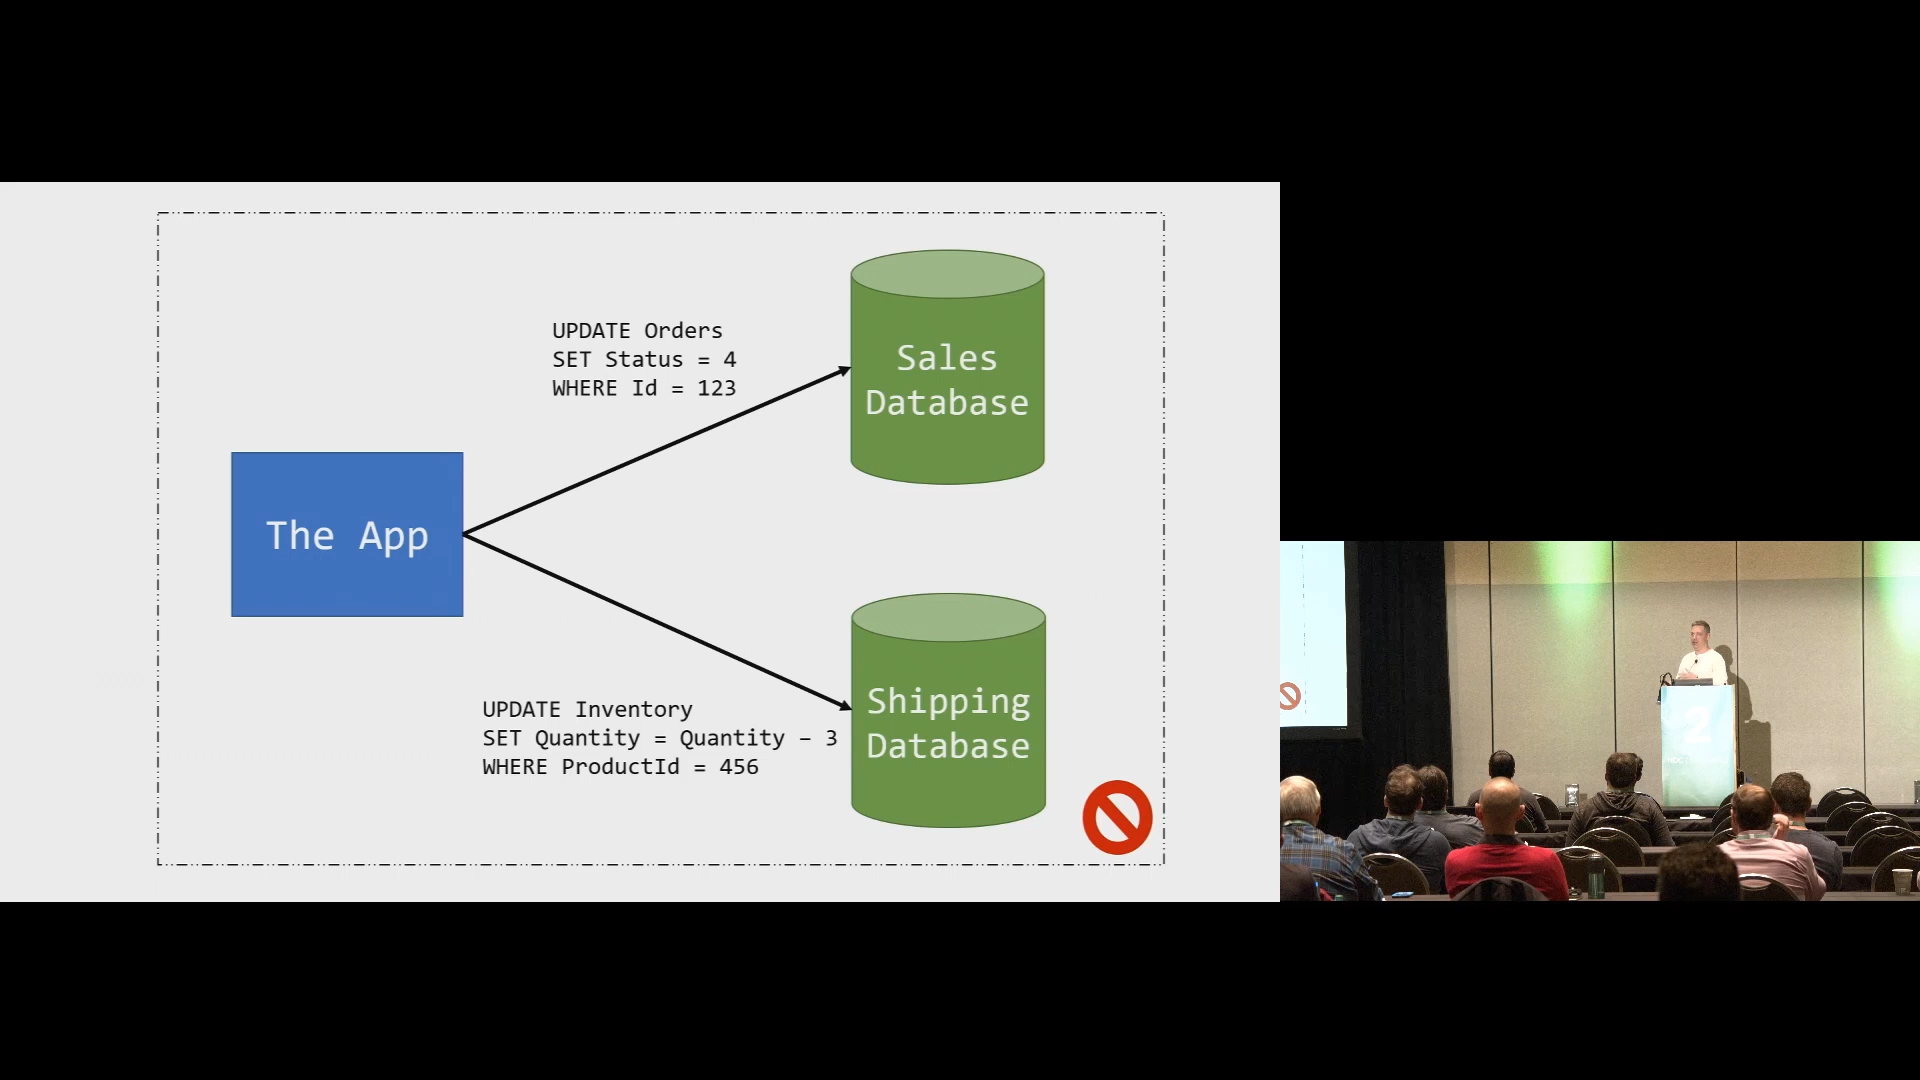 UPDATE Orders
SET Status = 4
WHERE Id = 123
Sales
Database
The App
UPDATE Inventory
SET Quantity = Quantity – 3
WHERE ProductId = 456
Shipping
Database
2